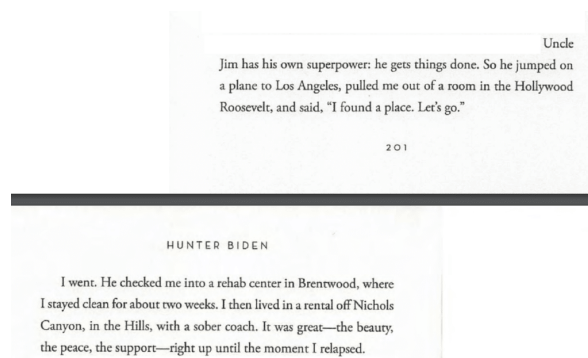 Uncle
Jim has his own superpower: he gets things done. So he jumped on
a plane to Los Angeles, pulled me out of a room in the Hollywood
Roosevelt, and said, “I found a place. Let’s go.”
201
HUNTER BIDEN
I went. He checked me into a rehab center in Brentwood, where
I stayed clean for about two weeks. I then lived in a rental off Nichols
Canyon, in the Hills, with a sober coach. It was great—the beauty,
the peace, the support—right up until the moment I relapsed.